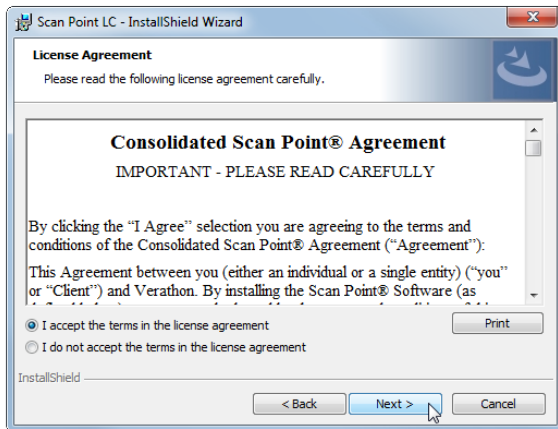 Scan Point LC - InstallShield Wizard
License Agreement
Please read the following license agreement carefully.
Consolidated Scan Point® Agreement
IMPORTANT - PLEASE READ CAREFULLY
By clicking the “I Agree” selection you are agreeing to the terms and
conditions of the Consolidated Scan Point® Agreement (“Agreement”):
This Agreement between you (either an individual or a single entity) (“you”
or “Client”) and Verathon. By installing the Scan Point® Software (as
I accept the terms in the license agreement
Print
I do not accept the terms in the license agreement
InstallShield
< Back
Next >
Cancel